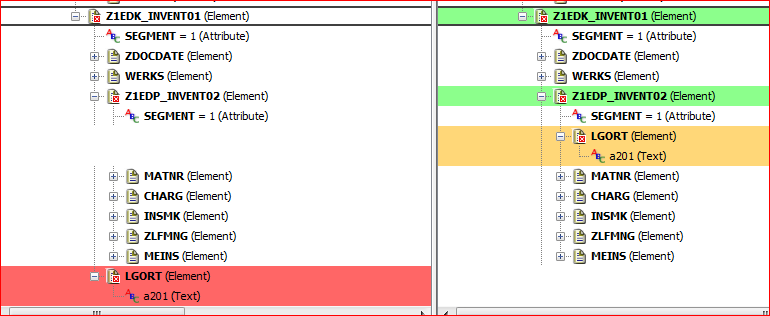 Z1EDK_INVENT01 (Element)
SEGMENT = 1 (Attribute)
ZDOCDATE (Element)
WERKS (Element)
Z1EDP_INVENT02 (Element)
SEGMENT = 1 (Attribute)
MATNR (Element)
CHARG (Element)
INSMK (Element)
ZLFMNG (Element)
MEINS (Element)
LGORT (Element)
a201 (Text)
Z1EDK_INVENT01 (Element)
SEGMENT = 1 (Attribute)
ZDOCDATE (Element)
WERKS (Element)
Z1EDP_INVENT02 (Element)
SEGMENT = 1 (Attribute)
LGORT (Element)
a201 (Text)
MATNR (Element)
CHARG (Element)
INSMK (Element)
ZLFMNG (Element)
MEINS (Element)